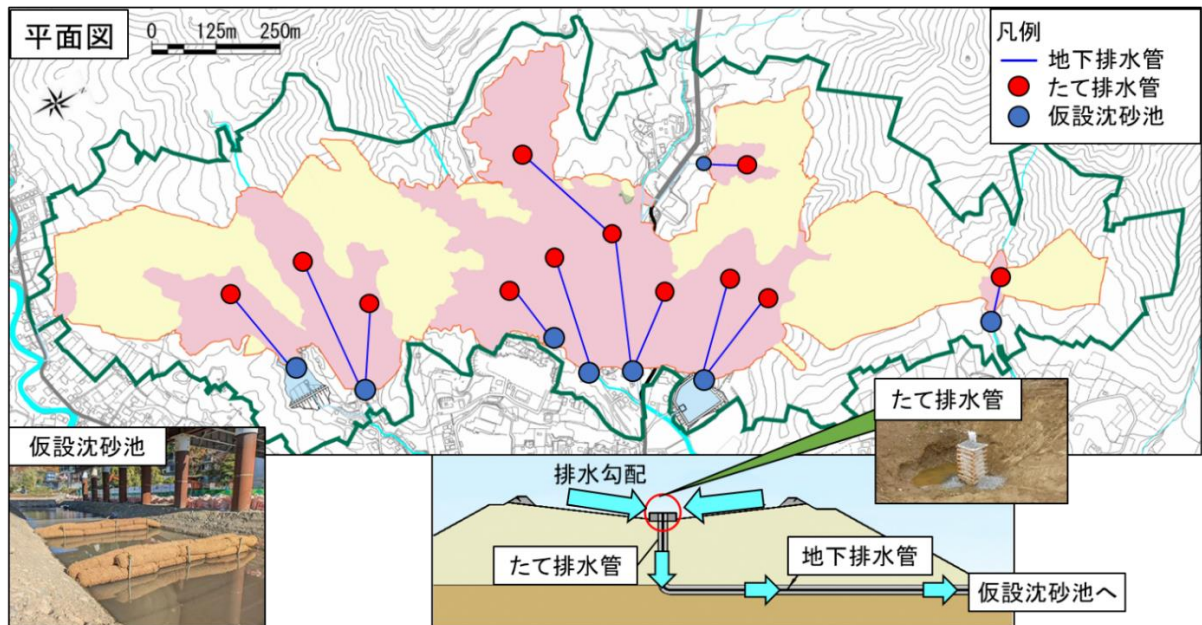 平面図
0 125m 250m
凡例
地下排水管
たて排水管
仮設沈砂池
たて排水管
仮設沈砂池
排水勾配
たて排水管
地下排水管
仮設沈砂池へ